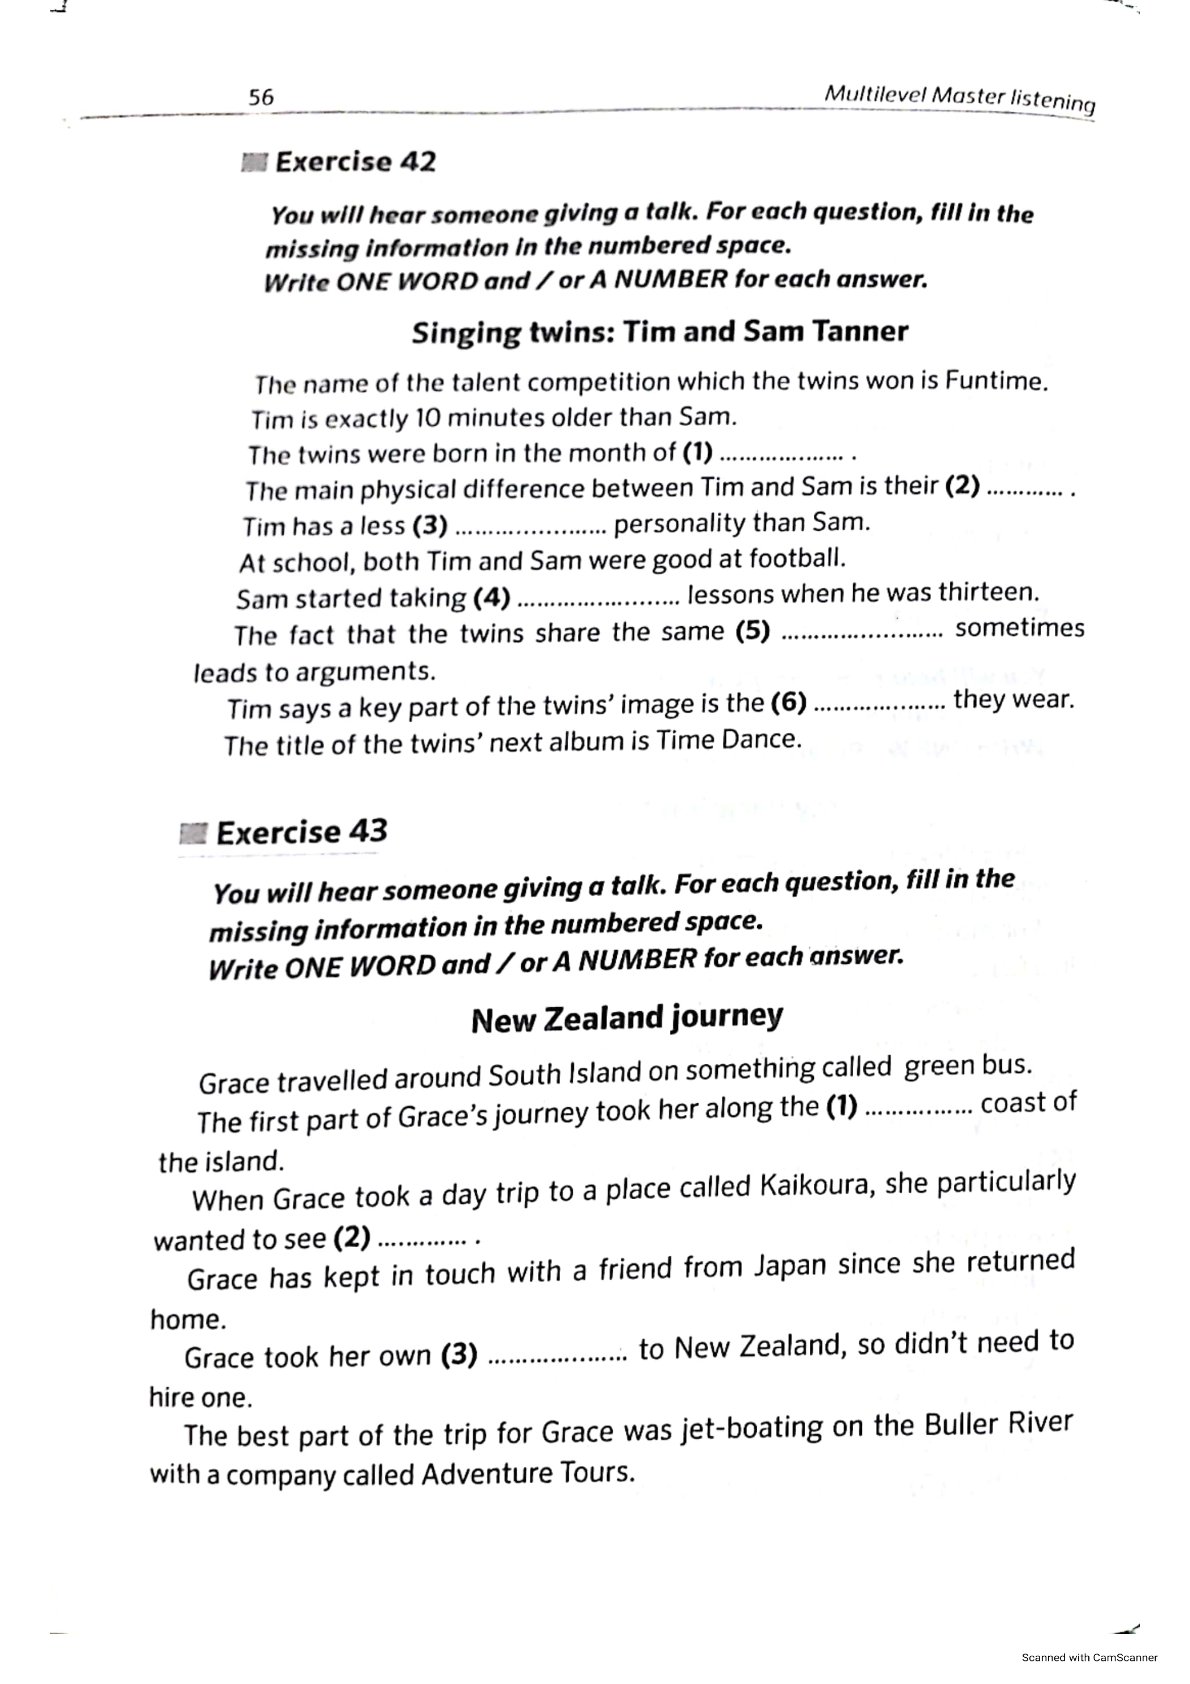 56
Multilevel Master listening
Exercise 42
You will hear someone giving a talk. For each question, fill in the
missing information in the numbered space.
Write ONE WORD and / or A NUMBER for each answer.
Singing twins: Tim and Sam Tanner
The name of the talent competition which the twins won is Funtime.
Tim is exactly 10 minutes older than Sam.
The twins were born in the month of (1) ................... .
The main physical difference between Tim and Sam is their (2) ............ .
Tim has a less (3) ....................... personality than Sam.
At school, both Tim and Sam were good at football.
Sam started taking (4) ......................... lessons when he was thirteen.
The fact that the twins share the same (5) ......................... sometimes
leads to arguments.
Tim says a key part of the twins' image is the (6) .................... they wear.
The title of the twins' next album is Time Dance.
Exercise 43
You will hear someone giving a talk. For each question, fill in the
missing information in the numbered space.
Write ONE WORD and / or A NUMBER for each answer.
New Zealand journey
Grace travelled around South Island on something called green bus.
The first part of Grace's journey took her along the (1) ................ coast of
the island.
When Grace took a day trip to a place called Kaikoura, she particularly
wanted to see (2) ............. .
Grace has kept in touch with a friend from Japan since she returned
home.
Grace took her own (3) .................... to New Zealand, so didn't need to
hire one.
The best part of the trip for Grace was jet-boating on the Buller River
with a company called Adventure Tours.
Scanned with CamScanner